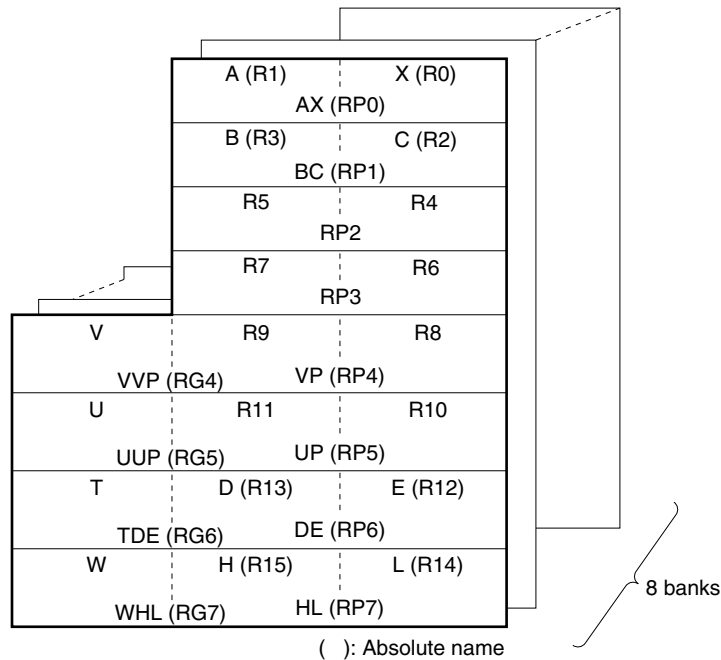 A (R1) X (R0)
AX (RP0)
B (R3) C (R2)
BC (RP1)
R5 R4
RP2
R7 R6
RP3
V R9 R8
VVP (RG4) VP (RP4)
U R11 R10
UUP (RG5) UP (RP5)
T D (R13) E (R12)
TDE (RG6) DE (RP6)
W H (R15) L (R14)
WHL (RG7) HL (RP7)
8 banks
( ): Absolute name